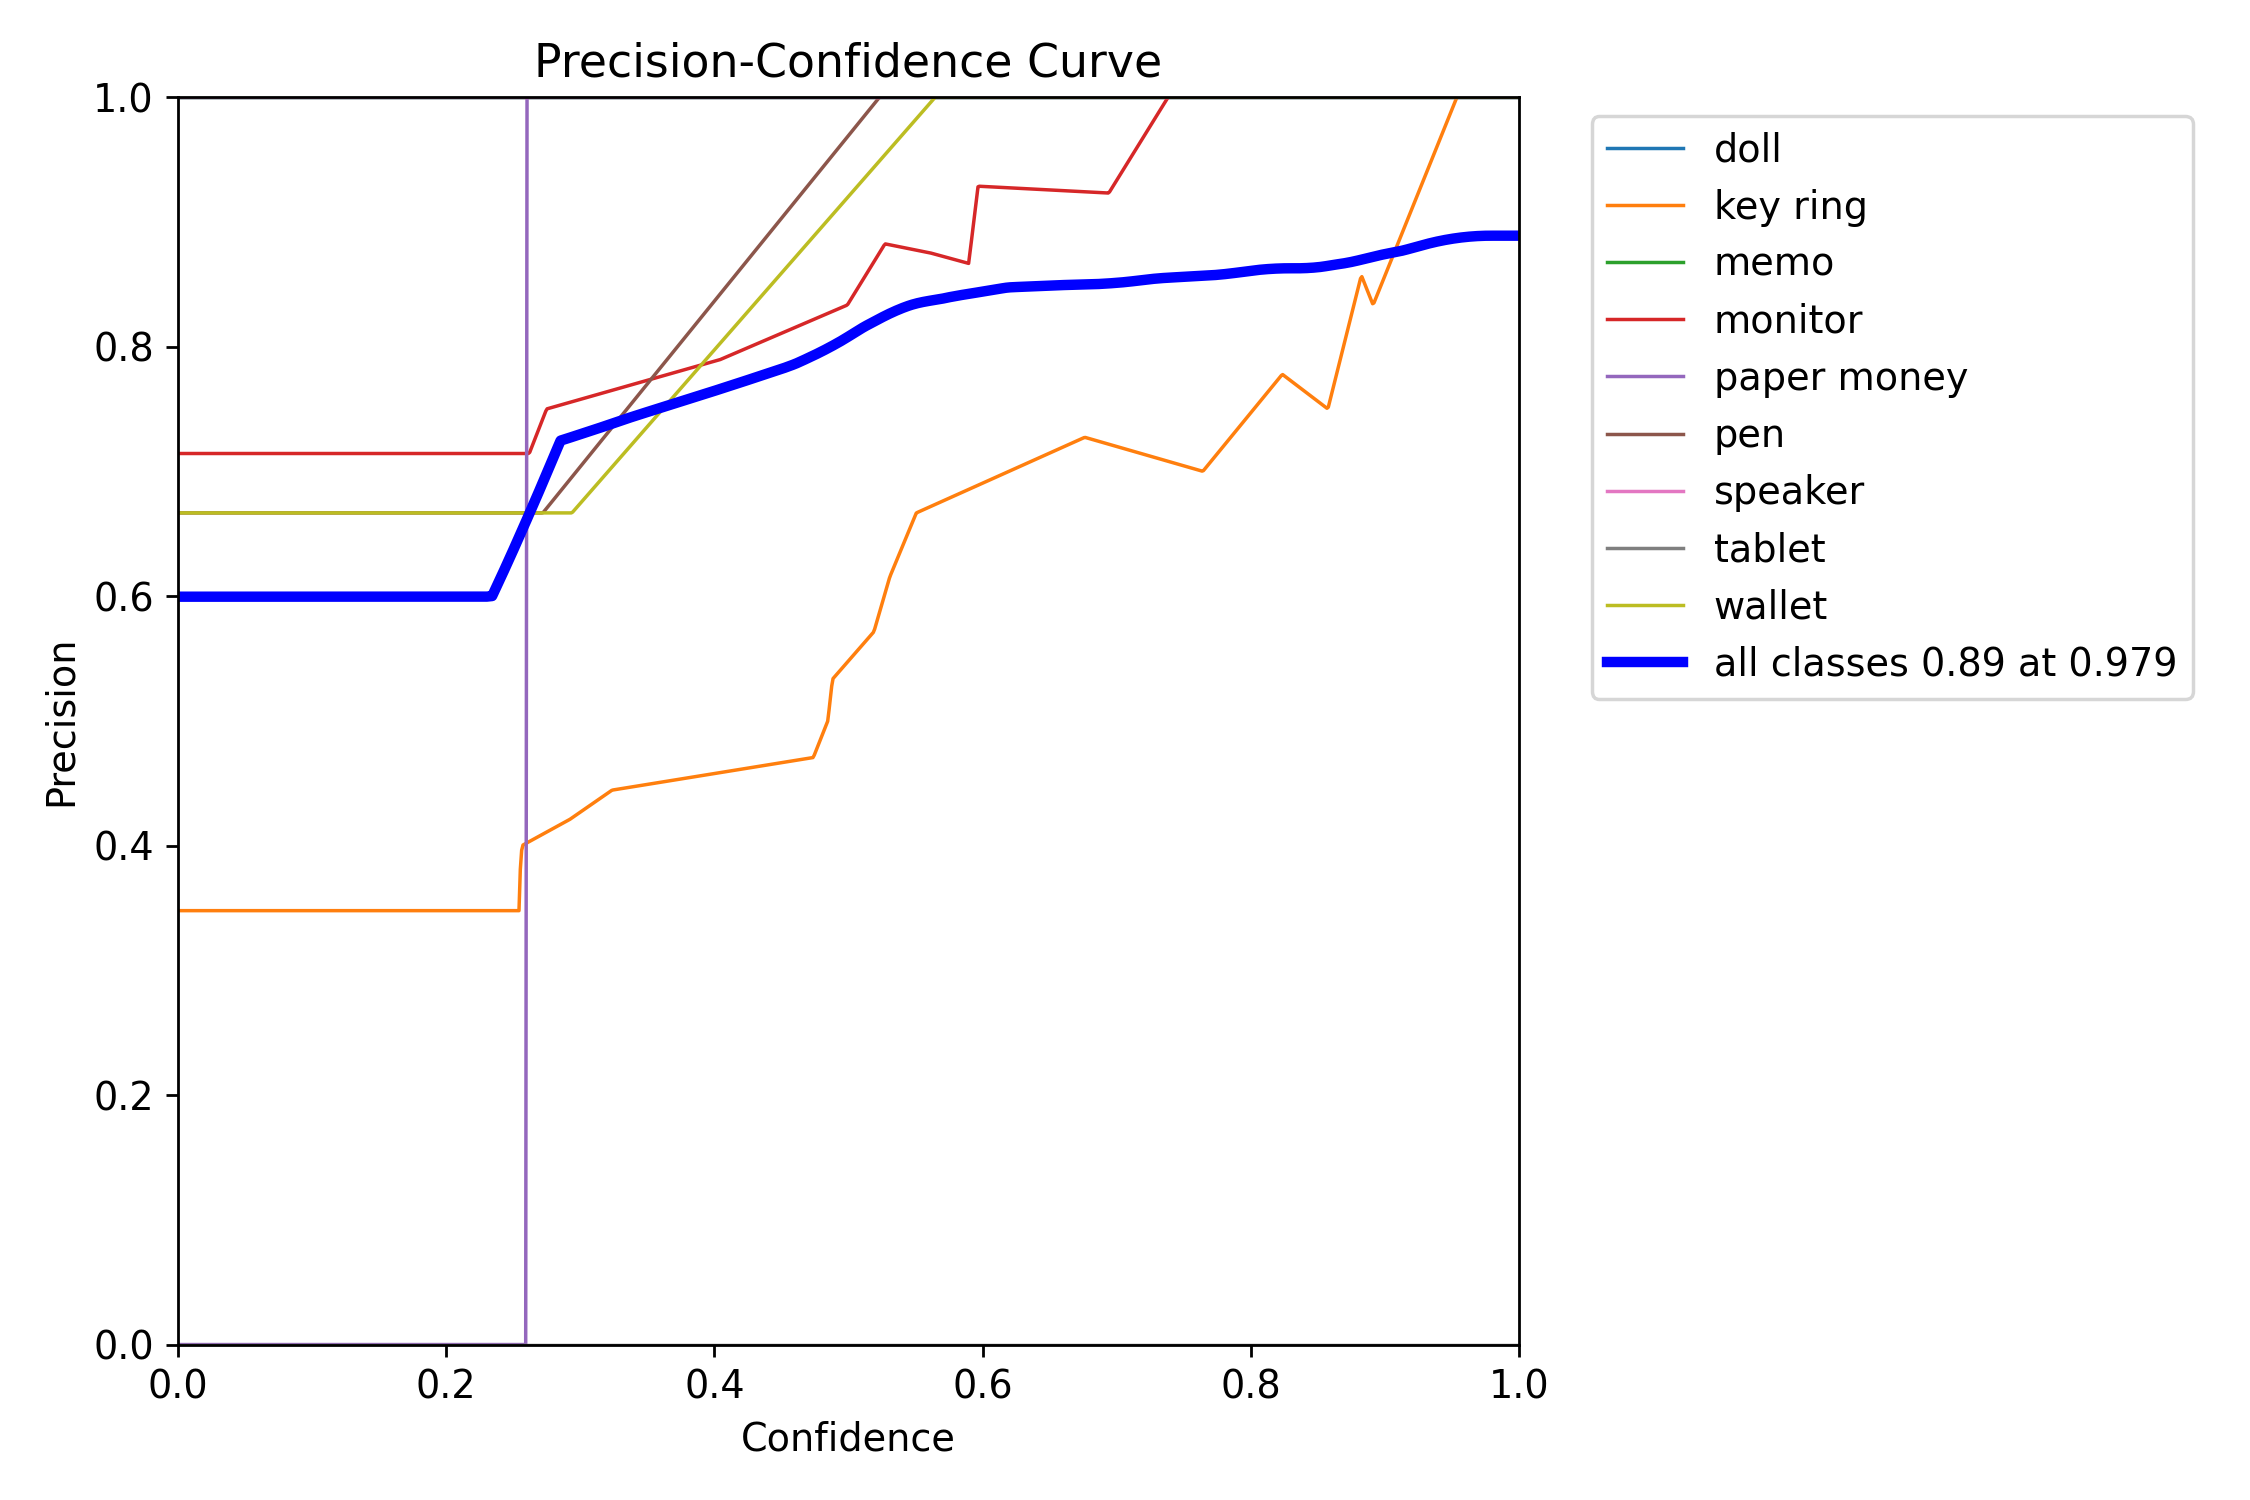 Precision-Confidence Curve
1.0
0.8
0.6
0.4
0.2
0.0
Precision
0.0 0.2 0.4 0.6 0.8 1.0
Confidence
doll
key ring
memo
monitor
paper money
pen
speaker
tablet
wallet
all classes 0.89 at 0.979